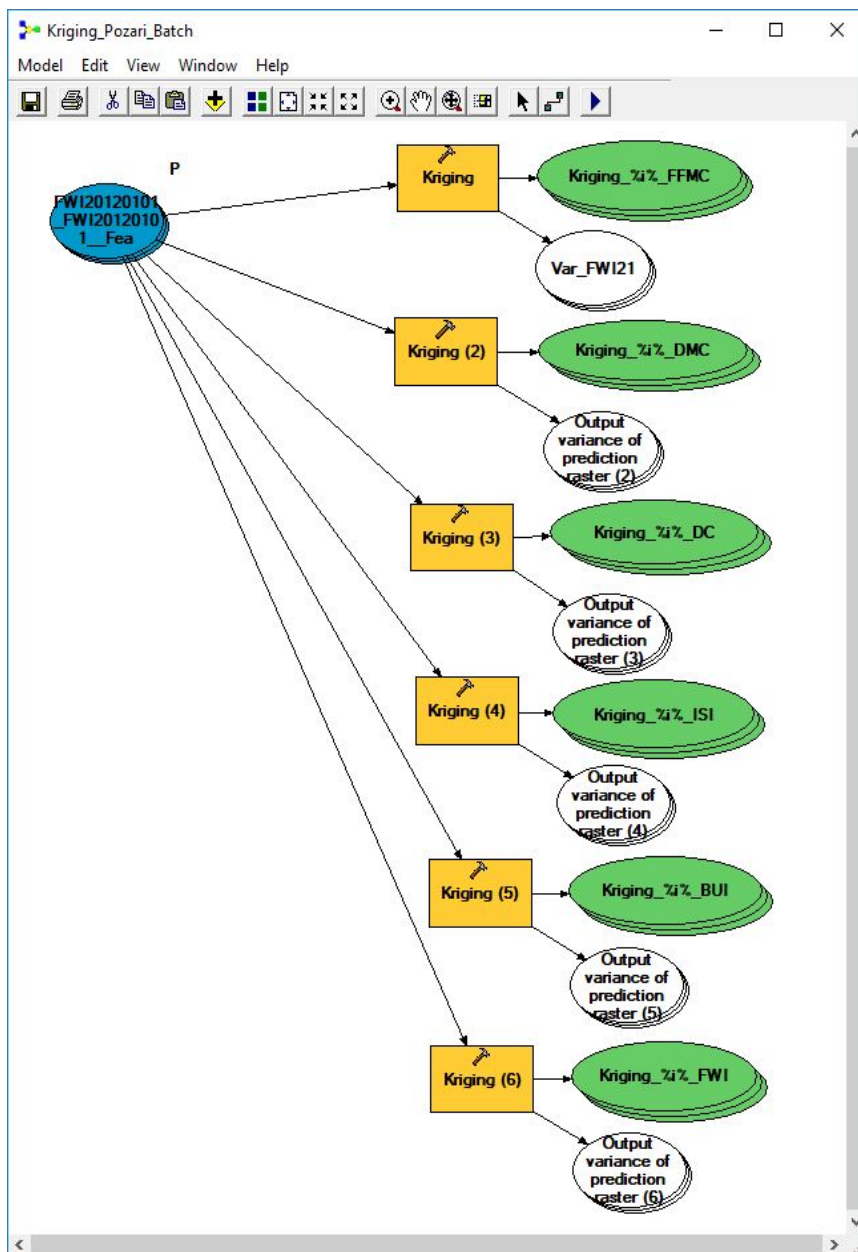 Kriging_Pozari_Batch
Model Edit View Window Help
P
FWI20120101
_FWI2012010
1__Fea
Kriging
Kriging_%i%_FFMC
Var_FWI21
Kriging (2)
Kriging_%i%_DMC
Output
variance of
prediction
raster (2)
Kriging (3)
Kriging_%i%_DC
Output
variance of
prediction
raster (3)
Kriging (4)
Kriging_%i%_ISI
Output
variance of
prediction
raster (4)
Kriging (5)
Kriging_%i%_BUI
Output
variance of
prediction
raster (5)
Kriging (6)
Kriging_%i%_FWI
Output
variance of
prediction
raster (6)